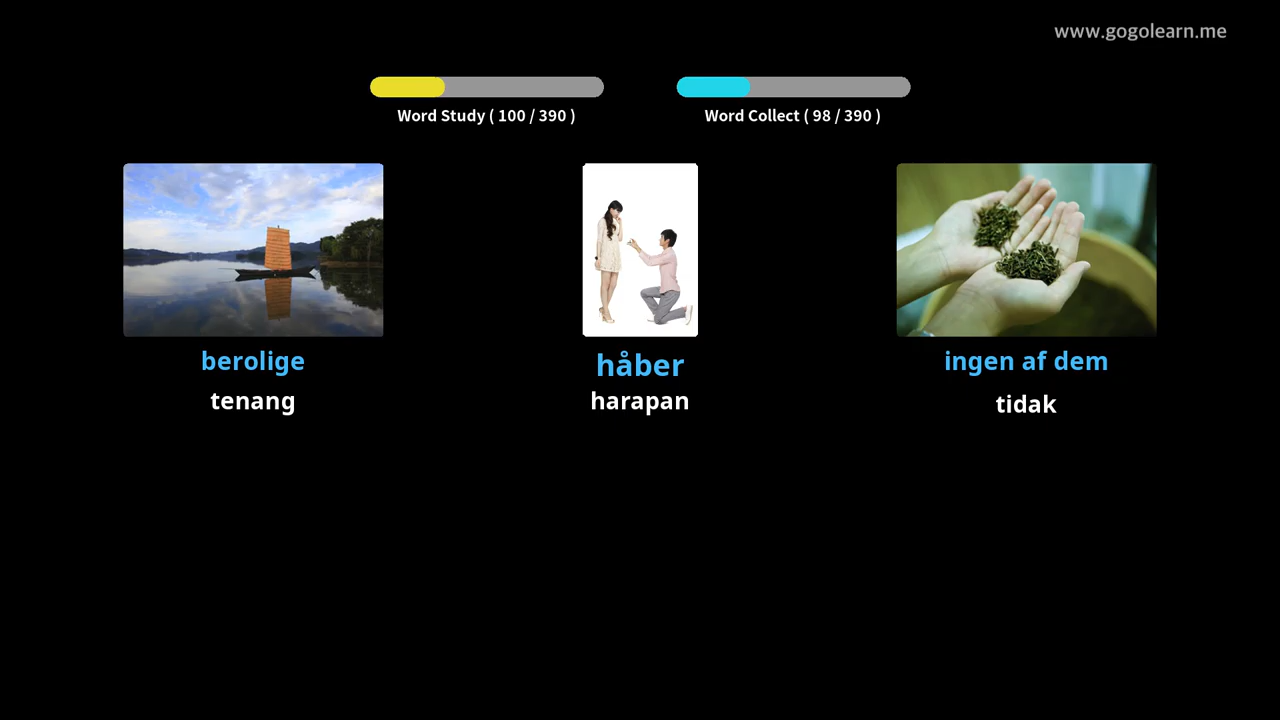 www.gogolearn.me
Word Study ( 100 / 390 )
Word Collect ( 98 / 390 )
berolige
tenang
håber
harapan
ingen af dem
tidak